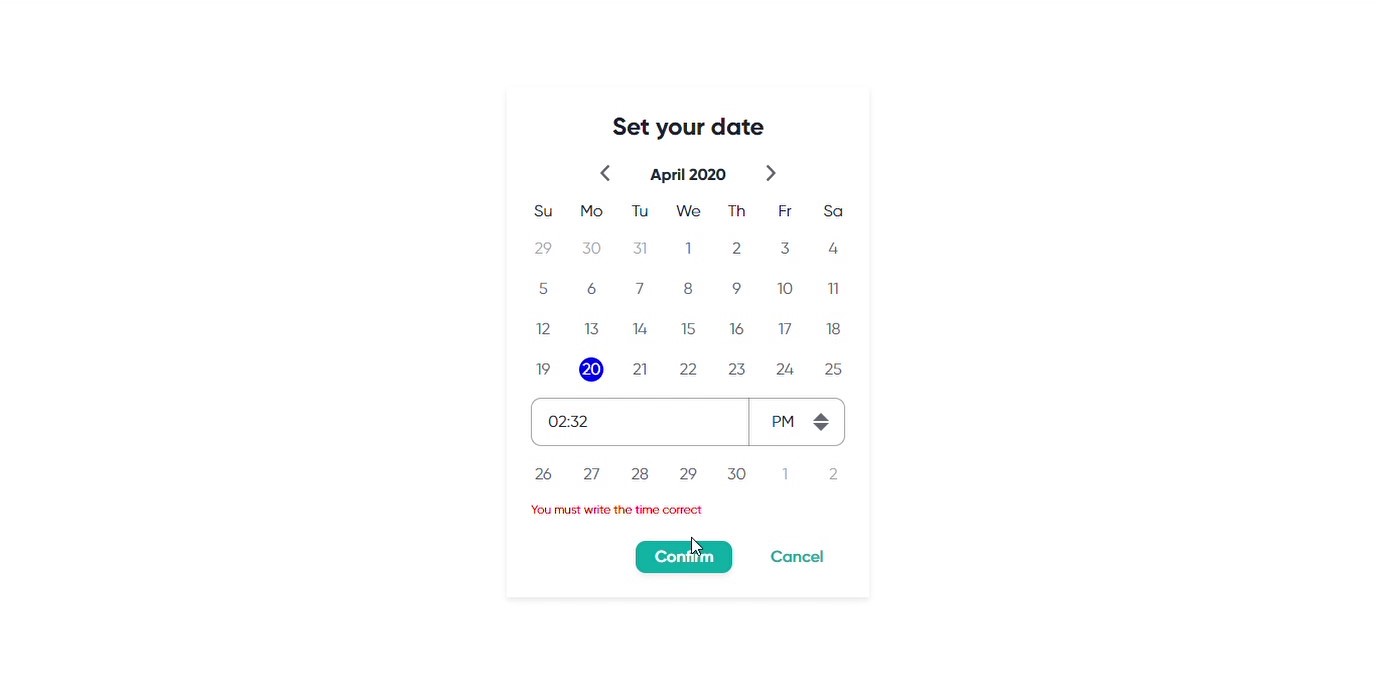 Set your date
April 2020
Su Mo Tu We Th Fr Sa
29 30 31 1 2 3 4
5 6 7 8 9 10 11
12 13 14 15 16 17 18
19 20 21 22 23 24 25
02:32 PM
26 27 28 29 30 1 2
You must write the time correct
Confirm Cancel